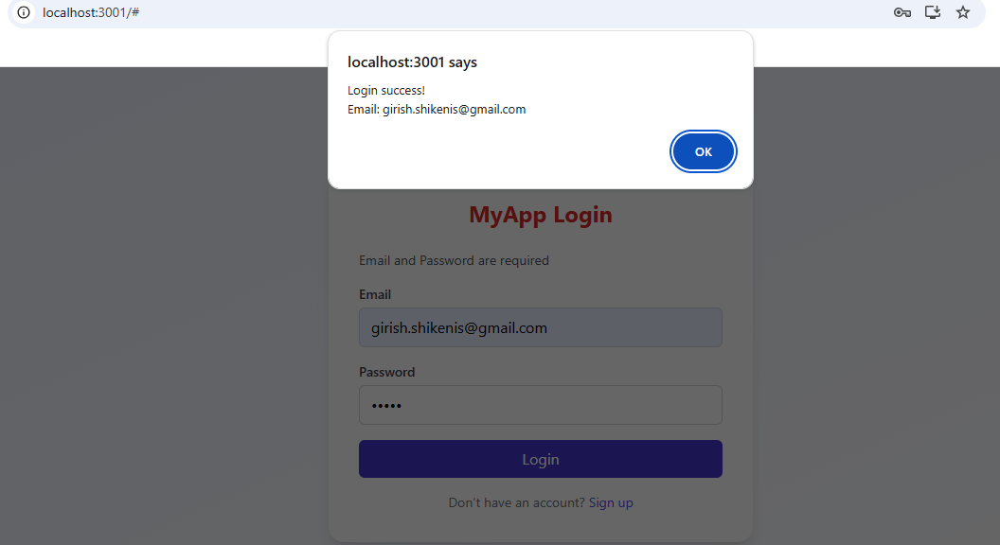 localhost:3001/#
localhost:3001 says
Login success!
Email: girish.shikenis@gmail.com
OK
MyApp Login
Email and Password are required
Email
girish.shikenis@gmail.com
Password
•••••
Login
Don't have an account? Sign up